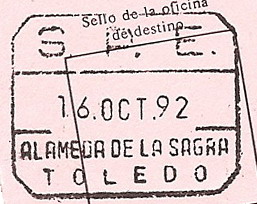 Sello de la oficina
de destino
S. E. E.
16.OCT.92
ALAMEDA DE LA SAGRA
TOLEDO